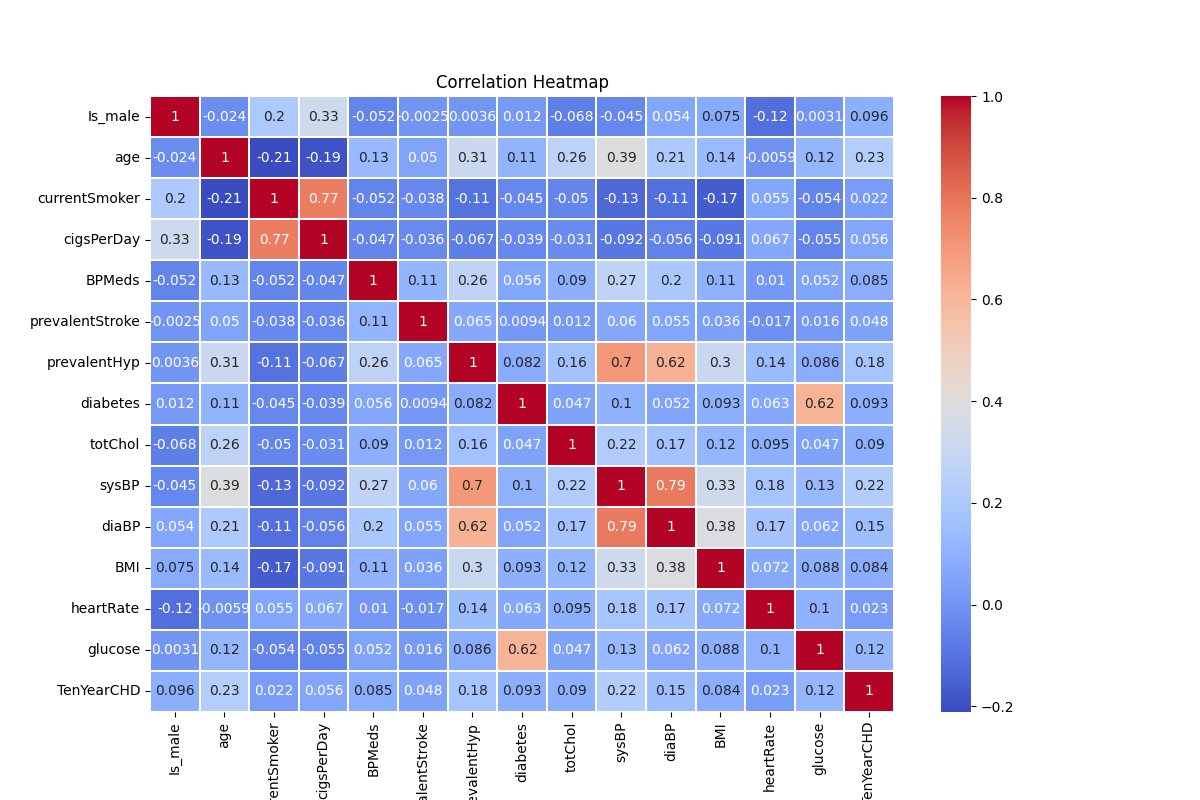 Correlation Heatmap
Is_male 1 -0.024 0.2 0.33 -0.052 -0.0025 0.0036 0.012 -0.068 -0.045 0.054 0.075 -0.12 0.0031 0.096
age -0.024 1 -0.21 -0.19 0.13 0.05 0.31 0.11 0.26 0.39 0.21 0.14 -0.0059 0.12 0.23
currentSmoker 0.2 -0.21 1 0.77 -0.052 -0.038 -0.11 -0.045 -0.05 -0.13 -0.11 -0.17 0.055 -0.054 0.022
cigsPerDay 0.33 -0.19 0.77 1 -0.047 -0.036 -0.067 -0.039 -0.031 -0.092 -0.056 -0.091 0.067 -0.055 0.056
BPMeds -0.052 0.13 -0.052 -0.047 1 0.11 0.26 0.056 0.09 0.27 0.2 0.11 0.01 0.052 0.085
prevalentStroke -0.0025 0.05 -0.038 -0.036 0.11 1 0.065 0.0094 0.012 0.06 0.055 0.036 -0.017 0.016 0.048
prevalentHyp 0.0036 0.31 -0.11 -0.067 0.26 0.065 1 0.082 0.16 0.7 0.62 0.3 0.14 0.086 0.18
diabetes 0.012 0.11 -0.045 -0.039 0.056 0.0094 0.082 1 0.047 0.1 0.052 0.093 0.063 0.62 0.093
totChol -0.068 0.26 -0.05 -0.031 0.09 0.012 0.16 0.047 1 0.22 0.17 0.12 0.095 0.047 0.09
sysBP -0.045 0.39 -0.13 -0.092 0.27 0.06 0.7 0.1 0.22 1 0.79 0.33 0.18 0.13 0.22
diaBP 0.054 0.21 -0.11 -0.056 0.2 0.055 0.62 0.052 0.17 0.79 1 0.38 0.17 0.062 0.15
BMI 0.075 0.14 -0.17 -0.091 0.11 0.036 0.3 0.093 0.12 0.33 0.38 1 0.072 0.088 0.084
heartRate -0.12 -0.0059 0.055 0.067 0.01 -0.017 0.14 0.063 0.095 0.18 0.17 0.072 1 0.1 0.023
glucose 0.0031 0.12 -0.054 -0.055 0.052 0.016 0.086 0.62 0.047 0.13 0.062 0.088 0.1 1 0.12
TenYearCHD 0.096 0.23 0.022 0.056 0.085 0.048 0.18 0.093 0.09 0.22 0.15 0.084 0.023 0.12 1
Is_male age rentSmoker cigsPerDay BPMeds alentStroke evalentHyp diabetes totChol sysBP diaBP BMI heartRate glucose TenYearCHD
1.0
0.8
0.6
0.4
0.2
0.0
−0.2